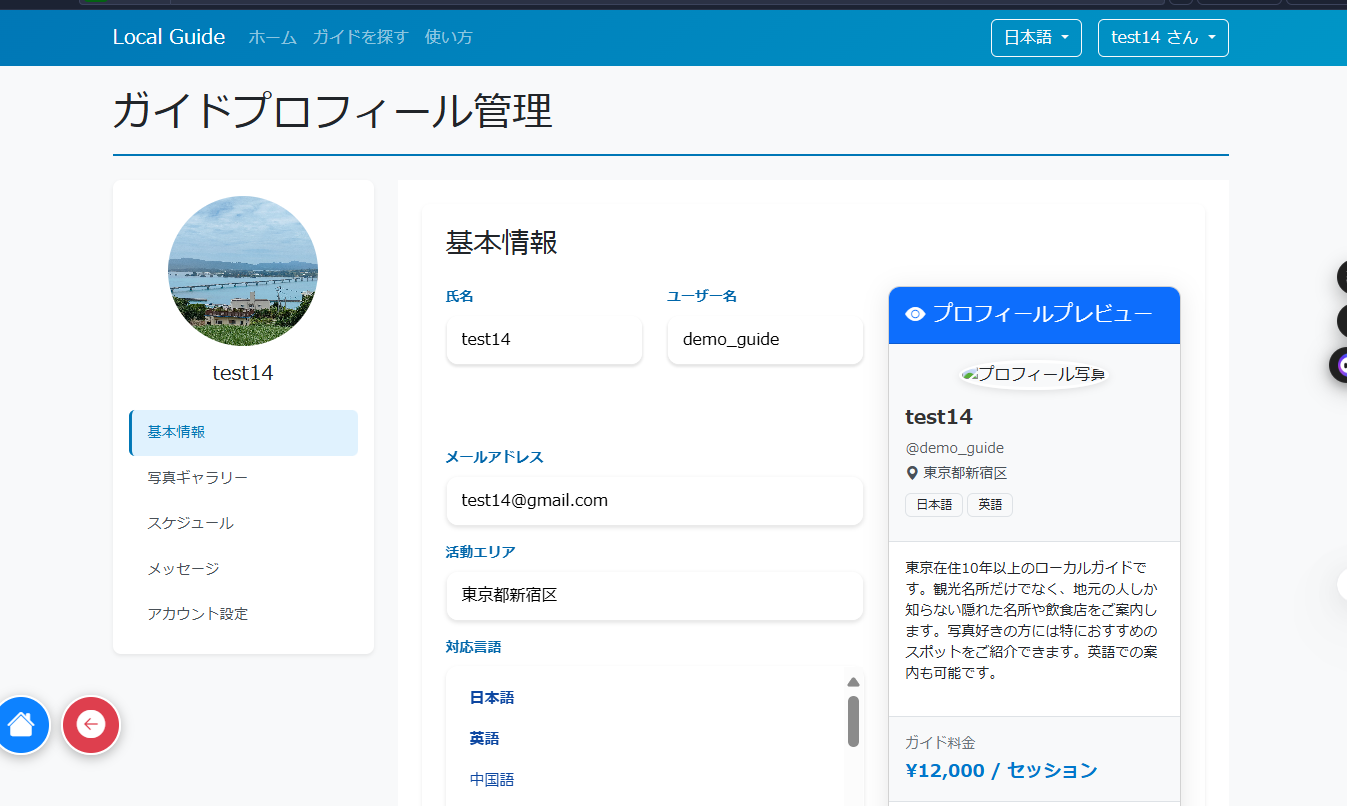 Local Guide ホーム ガイドを探す 使い方 日本語 test14 さん
ガイドプロフィール管理
test14
基本情報
写真ギャラリー
スケジュール
メッセージ
アカウント設定
基本情報
氏名 ユーザー名
test14 demo_guide
メールアドレス
test14@gmail.com
活動エリア
東京都新宿区
対応言語
日本語
英語
中国語
プロフィールプレビュー
プロフィール写真
test14
@demo_guide
東京都新宿区
日本語 英語
東京在住10年以上のローカルガイドで
す。観光名所だけでなく、地元の人しか
知らない隠れた名所や飲食店をご案内し
ます。写真好きの方には特におすすめの
スポットをご紹介できます。英語での案
内も可能です。
ガイド料金
¥12,000 / セッション